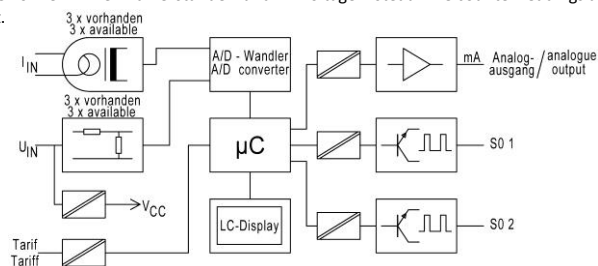 3 x vorhanden
3 x available
I IN
A/D - Wandler
A/D converter
mA Analog- / analogue
ausgang / output
3 x vorhanden
3 x available
U IN
µC
S0 1
VCC
LC-Display
S0 2
Tarif
Tariff